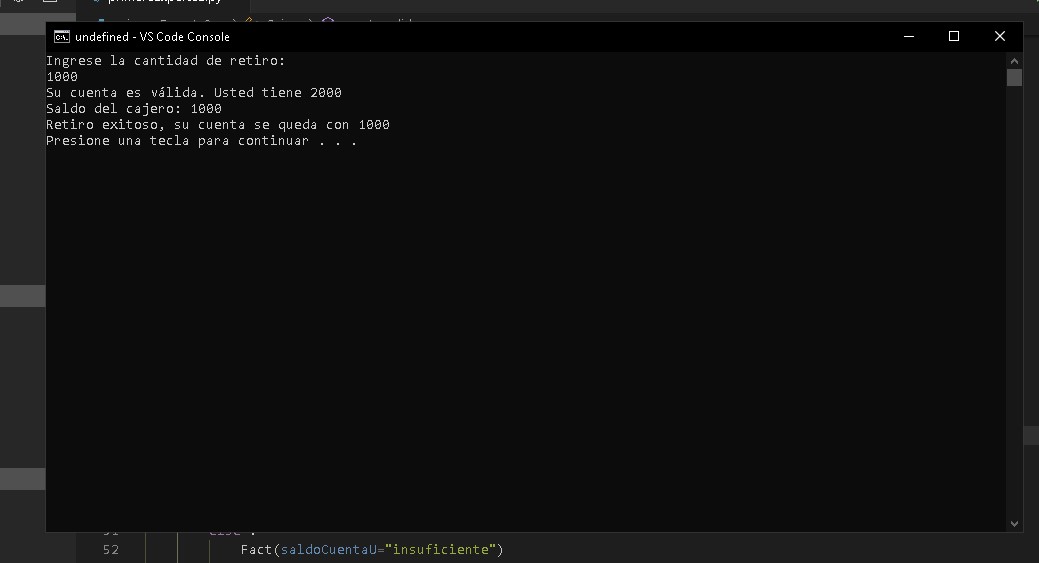 undefined - VS Code Console
Ingrese la cantidad de retiro:
1000
Su cuenta es válida. Usted tiene 2000
Saldo del cajero: 1000
Retiro exitoso, su cuenta se queda con 1000
Presione una tecla para continuar . . .
52 Fact(saldoCuentaU="insuficiente")